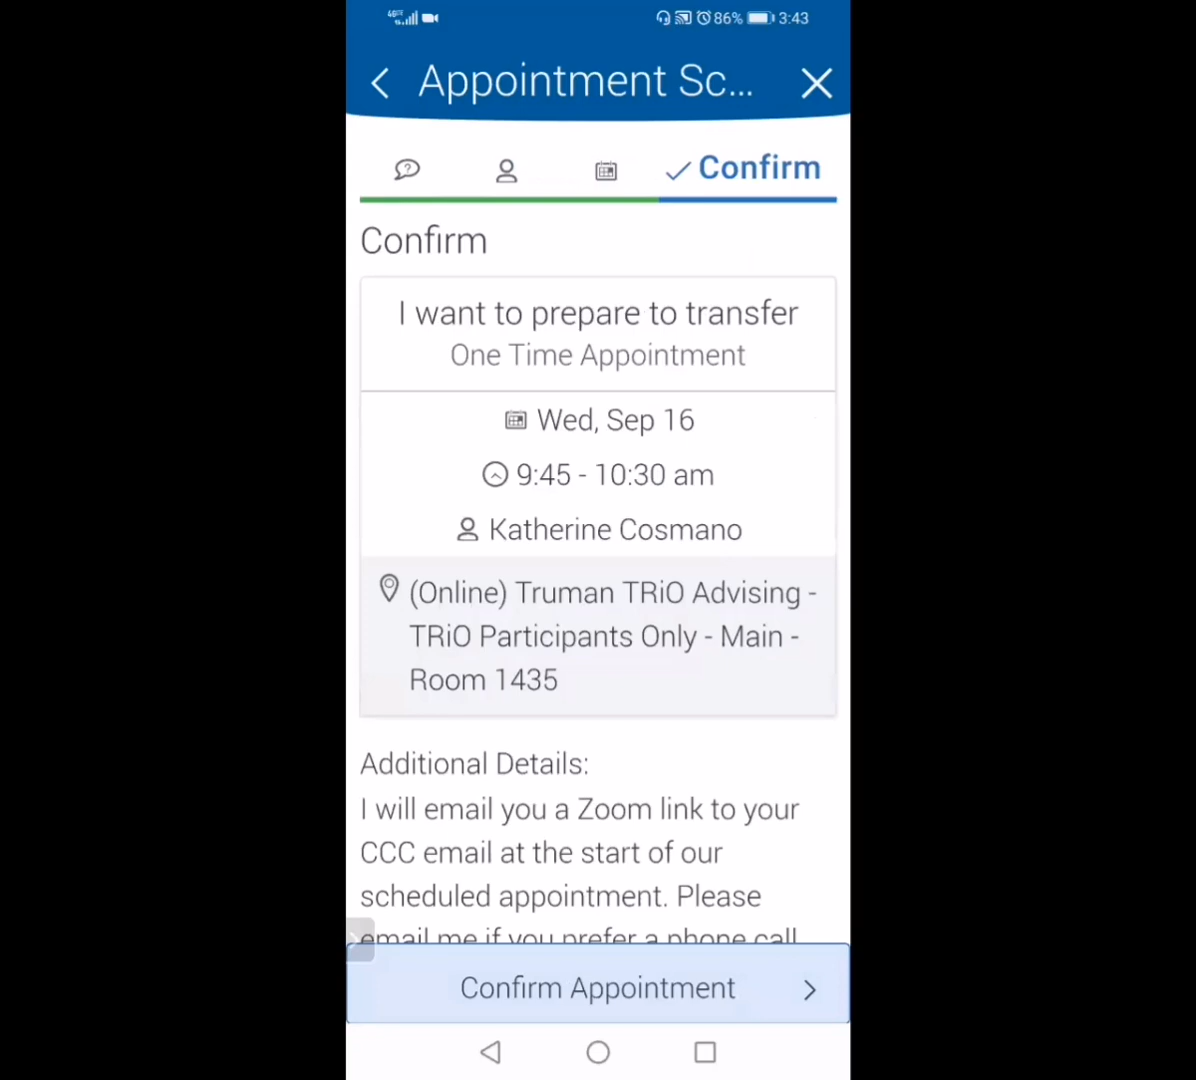 86% 3:43
Appointment Sc...
Confirm
Confirm
I want to prepare to transfer
One Time Appointment
Wed, Sep 16
9:45 - 10:30 am
Katherine Cosmano
(Online) Truman TRiO Advising -
TRiO Participants Only - Main -
Room 1435
Additional Details:
I will email you a Zoom link to your
CCC email at the start of our
scheduled appointment. Please
email me if you prefer a phone call
Confirm Appointment